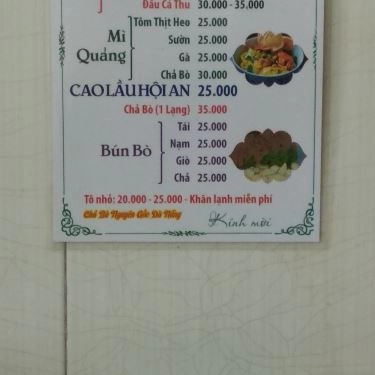 Đầu Cá Thu 30.000 - 35.000
Mì Quảng
Tôm Thịt Heo 25.000
Sườn 25.000
Gà 25.000
Chả Bò 30.000
CAO LẦU HỘI AN 25.000
Chả Bò (1 Lạng) 35.000
Bún Bò
Tái 25.000
Nạm 25.000
Giò 25.000
Chả 25.000
Tô nhỏ: 20.000 - 25.000 - Khăn lạnh miễn phí
Chả Bò Nguyên Gốc Đà Nẵng
Kính mời